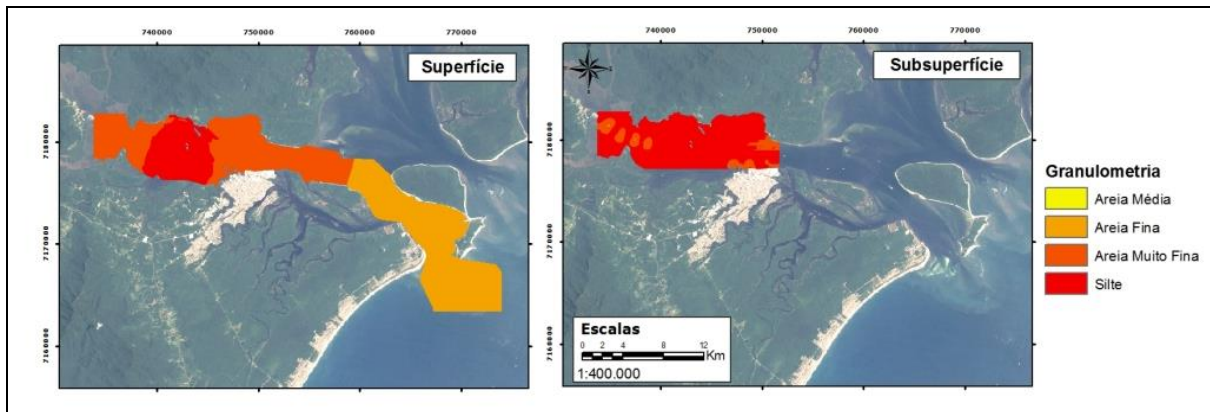 740000 750000 760000 770000
Superfície
7180000
7170000
7160000
740000 750000 760000 770000
Subsuperfície
7180000
7170000
7160000
Escalas
0 2 4 8 12
Km
1:400.000
Granulometria
Areia Média
Areia Fina
Areia Muito Fina
Silte